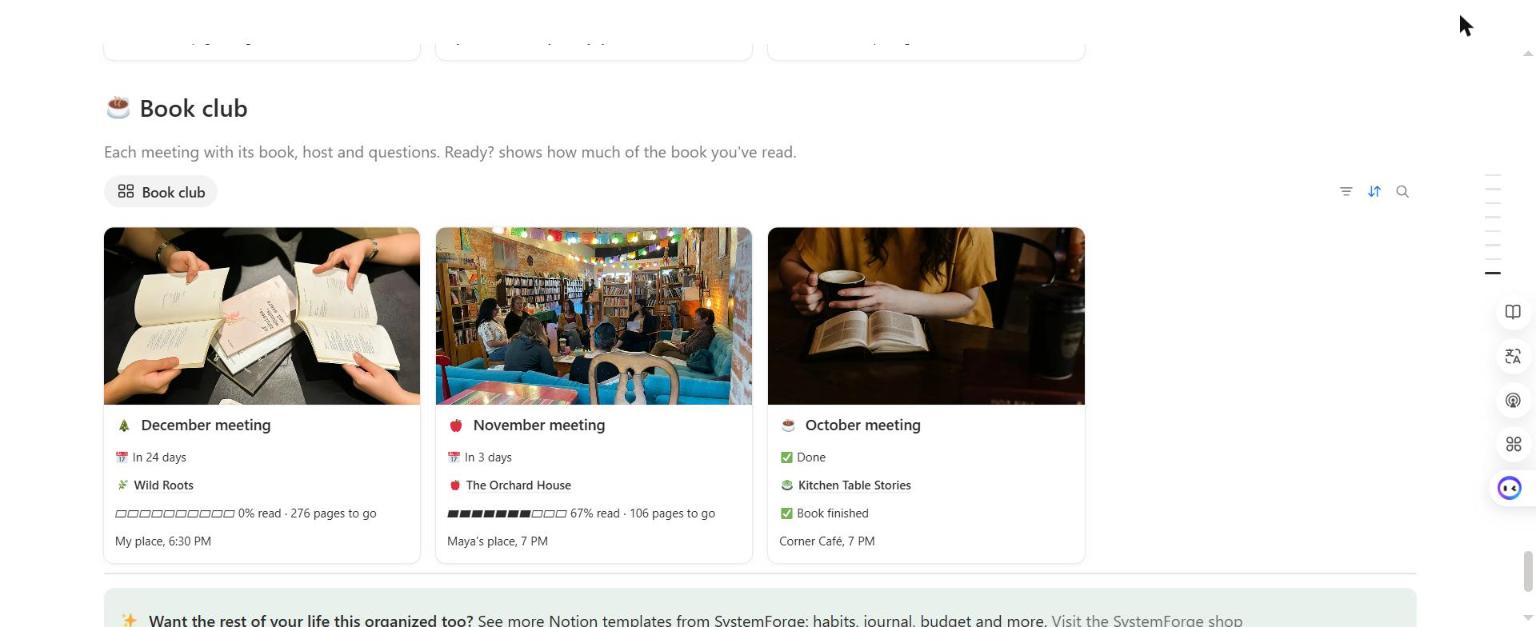 Book club
Each meeting with its book, host and questions. Ready? shows how much of the book you've read.
Book club
December meeting
In 24 days
Wild Roots
0% read · 276 pages to go
My place, 6:30 PM
November meeting
In 3 days
The Orchard House
67% read · 106 pages to go
Maya's place, 7 PM
October meeting
Done
Kitchen Table Stories
Book finished
Corner Café, 7 PM
Want the rest of your life this organized too? See more Notion templates from SystemForge: habits, journal, budget and more. Visit the SystemForge shop